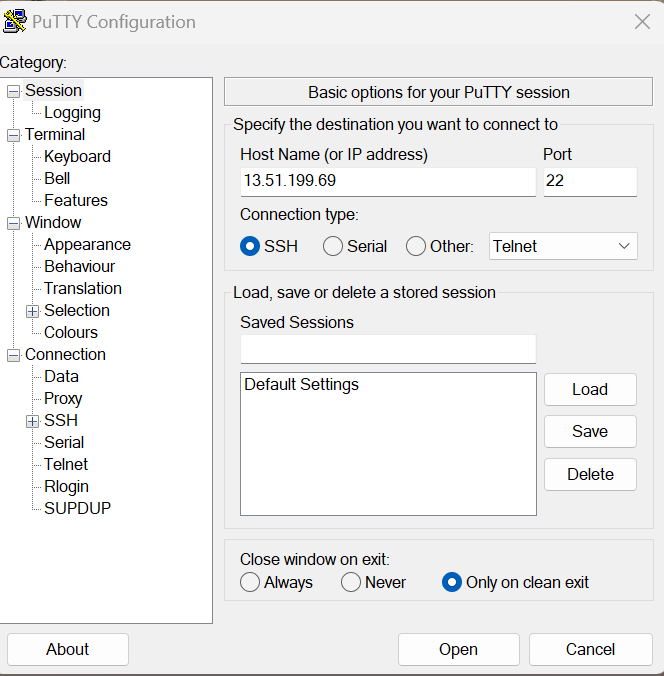 PuTTY Configuration
Category:
Session
Logging
Terminal
Keyboard
Bell
Features
Window
Appearance
Behaviour
Translation
Selection
Colours
Connection
Data
Proxy
SSH
Serial
Telnet
Rlogin
SUPDUP
Basic options for your PuTTY session
Specify the destination you want to connect to
Host Name (or IP address) Port
13.51.199.69 22
Connection type:
SSH Serial Other: Telnet
Load, save or delete a stored session
Saved Sessions
Default Settings
Load
Save
Delete
Close window on exit:
Always Never Only on clean exit
About Open Cancel